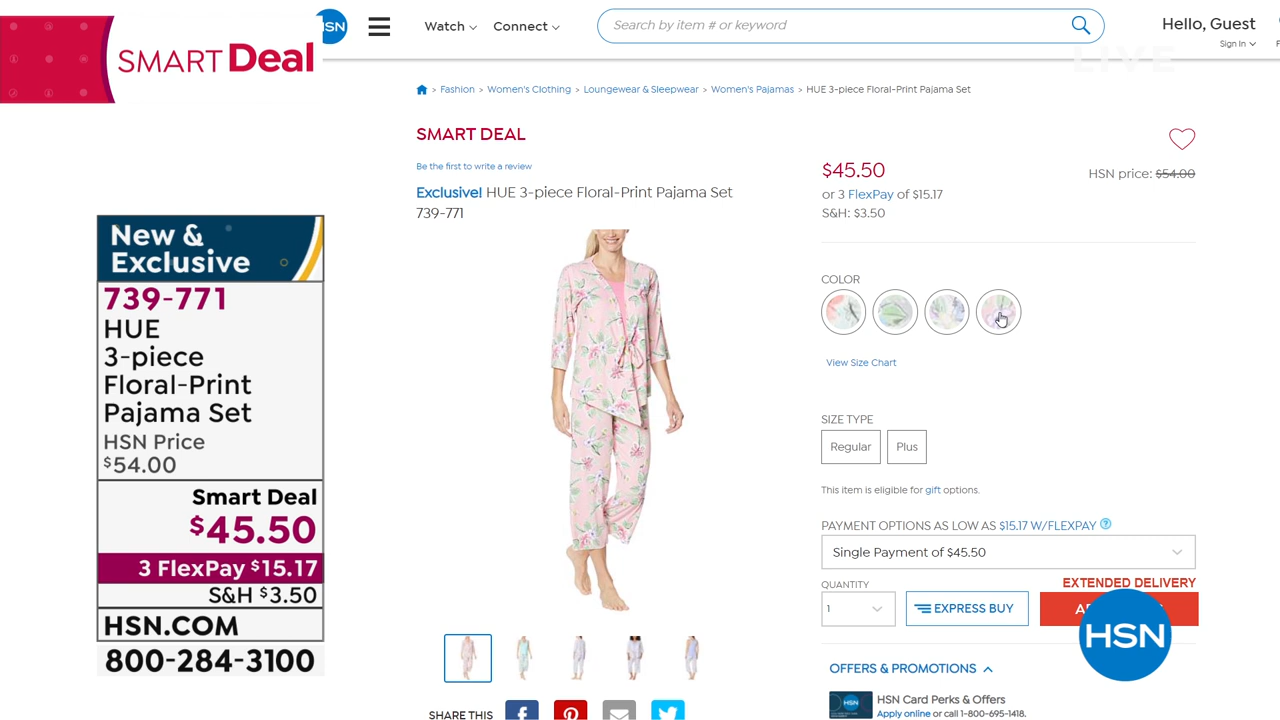 SMART Deal
HSN
Watch
Connect
Search by item # or keyword
Hello, Guest
Sign In
LIVE
Fashion > Women's Clothing > Loungewear & Sleepwear > Women's Pajamas > HUE 3-piece Floral-Print Pajama Set
SMART DEAL
Be the first to write a review
Exclusive! HUE 3-piece Floral-Print Pajama Set
739-771
$45.50
HSN price: $54.00
or 3 FlexPay of $15.17
S&H: $3.50
New &
Exclusive
739-771
HUE
3-piece
Floral-Print
Pajama Set
HSN Price
$54.00
Smart Deal
$45.50
3 FlexPay $15.17
S&H $3.50
HSN.COM
800-284-3100
COLOR
View Size Chart
SIZE TYPE
Regular
Plus
This item is eligible for gift options.
PAYMENT OPTIONS AS LOW AS $15.17 W/FLEXPAY ?
Single Payment of $45.50
QUANTITY
EXTENDED DELIVERY
1
EXPRESS BUY
HSN
OFFERS & PROMOTIONS
HSN
HSN Card Perks & Offers
Apply online or call 1-800-695-1418.
SHARE THIS